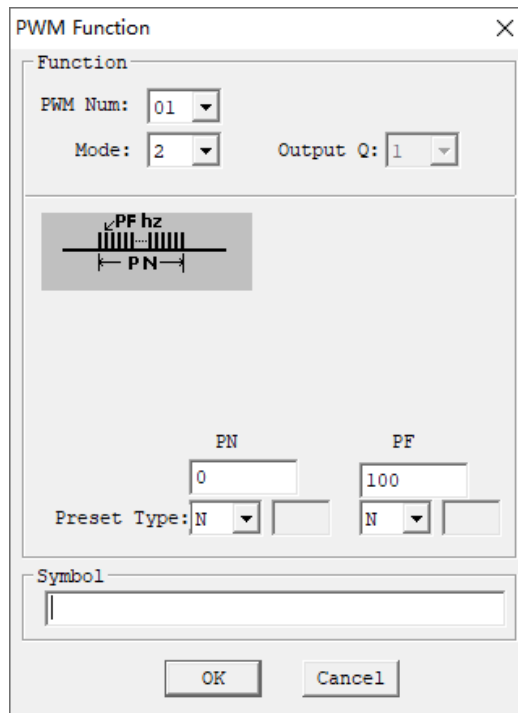 PWM Function
Function
PWM Num: 01
Mode: 2 Output Q: 1
PF hz
PN
PN PF
0 100
Preset Type: N N
Symbol
OK Cancel